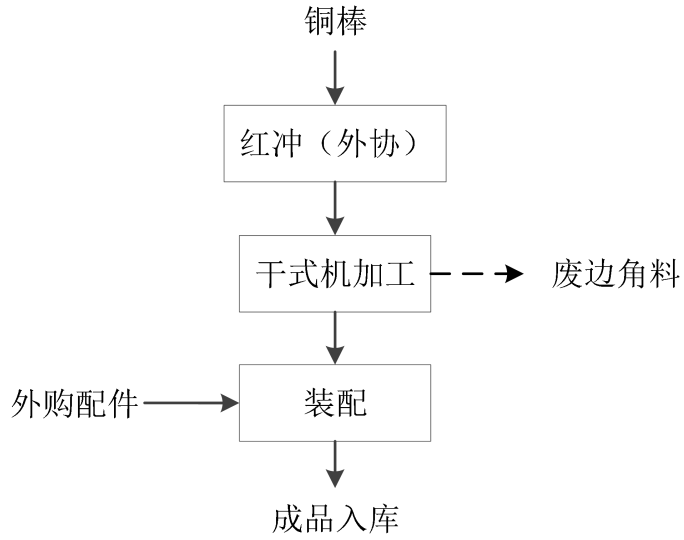 铜棒
红冲（外协）
干式机加工
废边角料
外购配件
装配
成品入库